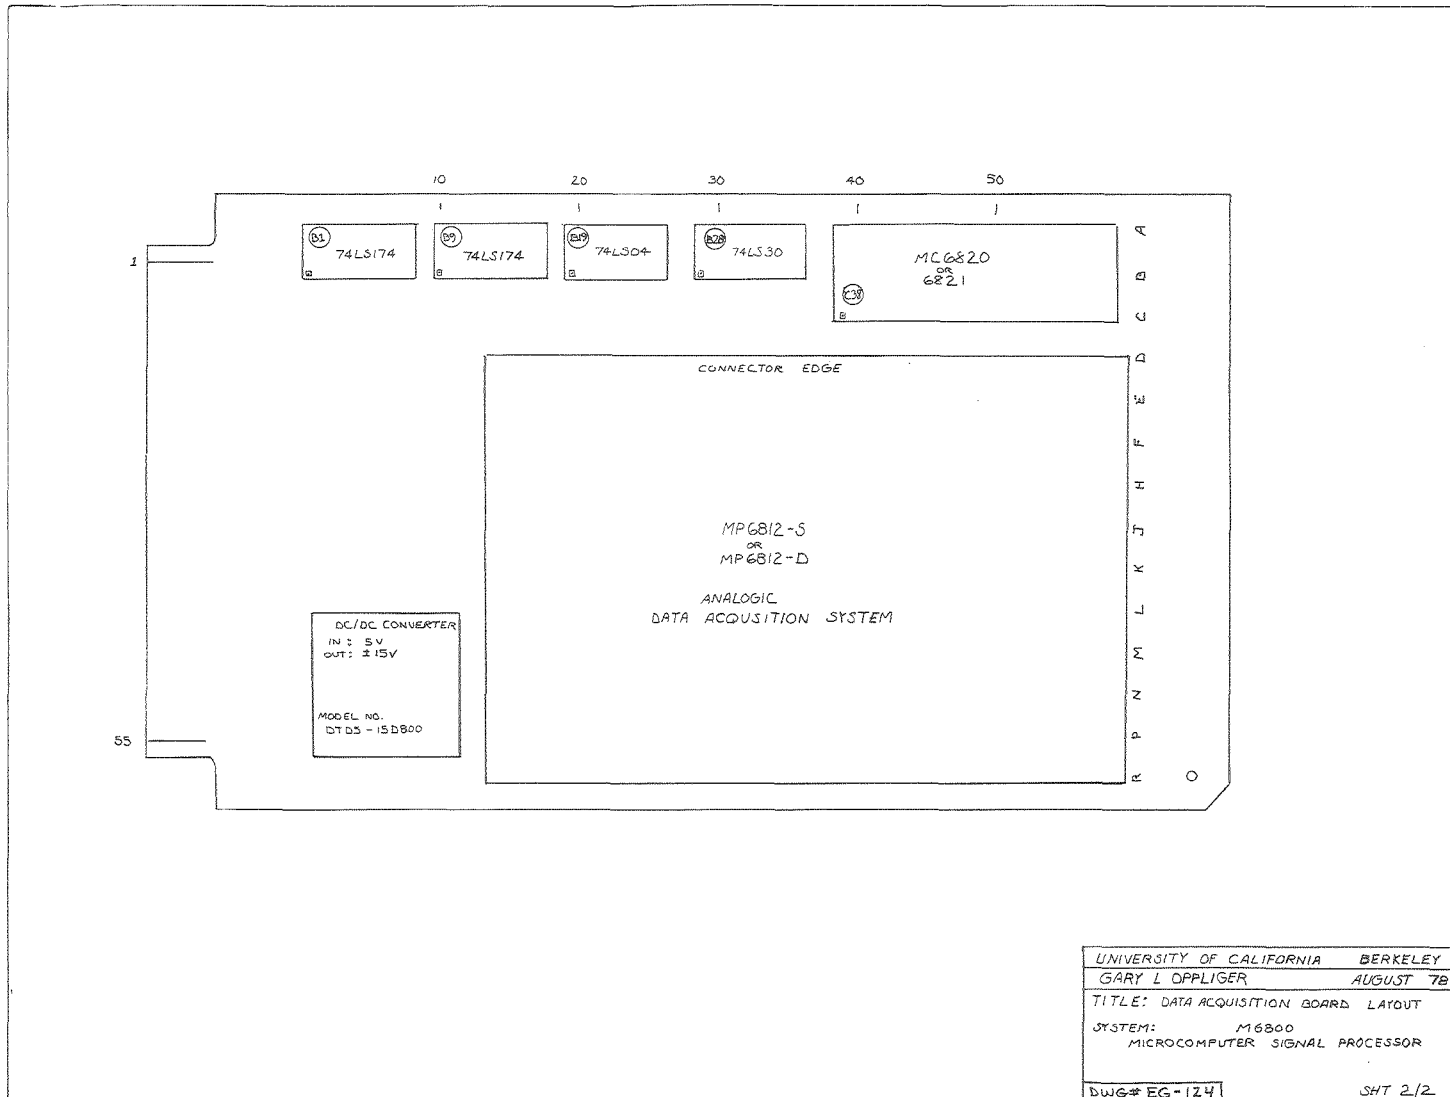 10 20 30 40 50
1
55
B1
74LS174
B9
74LS174
B19
74LS04
B28
74LS30
MC6820
OR
6821
C38
A
B
C
D
E
F
H
J
K
L
M
N
P
R
CONNECTOR EDGE
MP6812-S
OR
MP6812-D
ANALOGIC
DATA ACQUSITION SYSTEM
DC/DC CONVERTER
IN : 5V
OUT: ±15V
MODEL NO.
DTD5-15D800
UNIVERSITY OF CALIFORNIA BERKELEY
GARY L OPPLIGER AUGUST 78
TITLE: DATA ACQUISITION BOARD LAYOUT
SYSTEM: M6800
MICROCOMPUTER SIGNAL PROCESSOR
DWG# EG-124 SHT 2/2